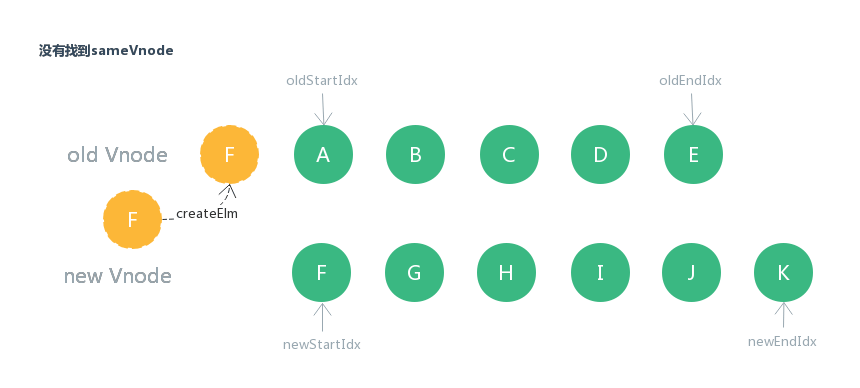 没有找到sameVnode
oldStartIdx
oldEndIdx
old Vnode
F
A
B
C
D
E
F
createElm
new Vnode
F
G
H
I
J
K
newStartIdx
newEndIdx